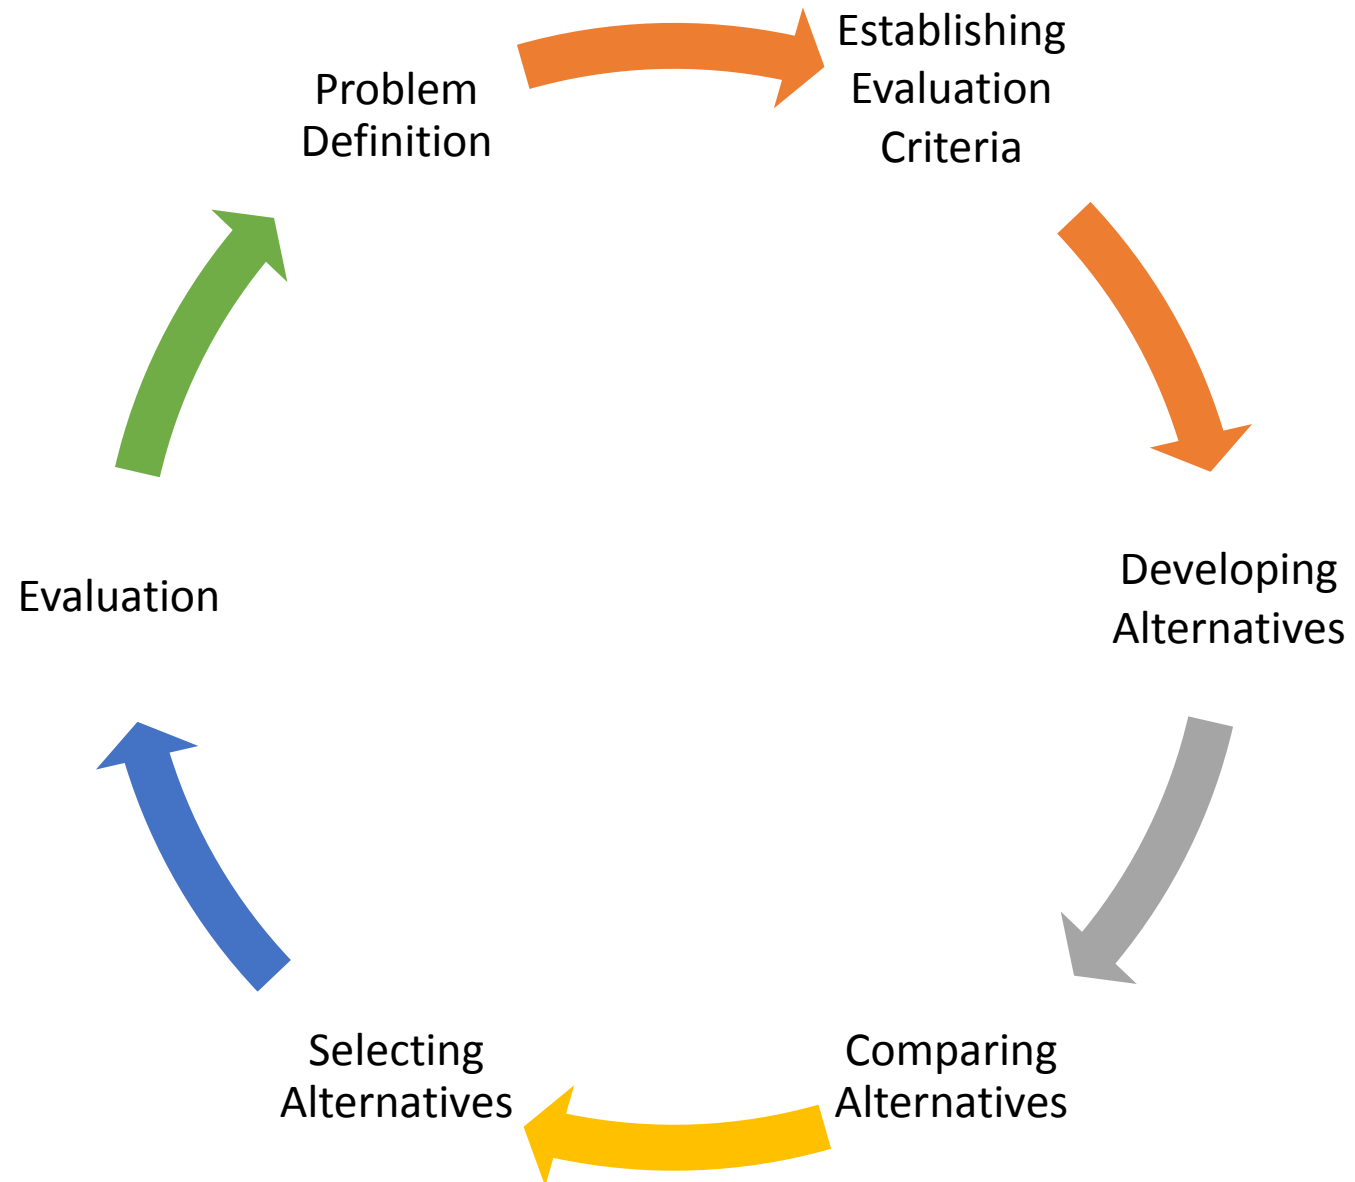 Problem
Definition
Establishing
Evaluation
Criteria
Developing
Alternatives
Comparing
Alternatives
Selecting
Alternatives
Evaluation